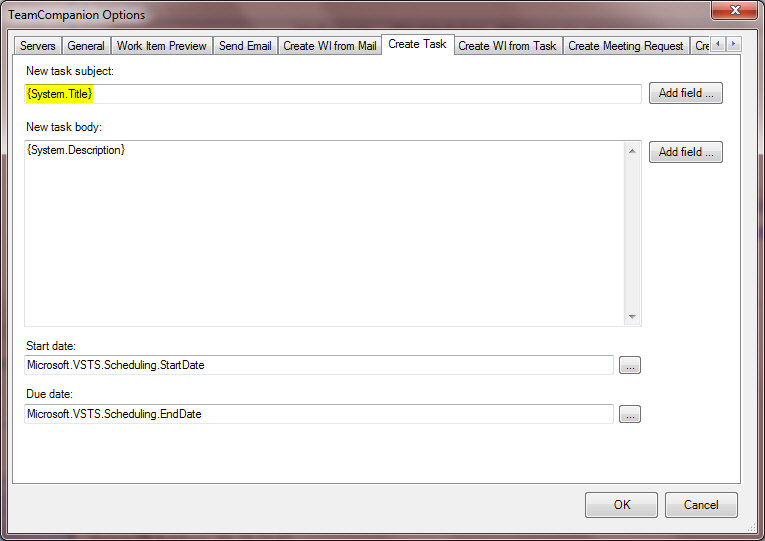 TeamCompanion Options
Servers General Work Item Preview Send Email Create WI from Mail Create Task Create WI from Task Create Meeting Request Cre
New task subject:
{System.Title} Add field ...
New task body:
{System.Description} Add field ...
Start date:
Microsoft.VSTS.Scheduling.StartDate ...
Due date:
Microsoft.VSTS.Scheduling.EndDate ...
OK Cancel